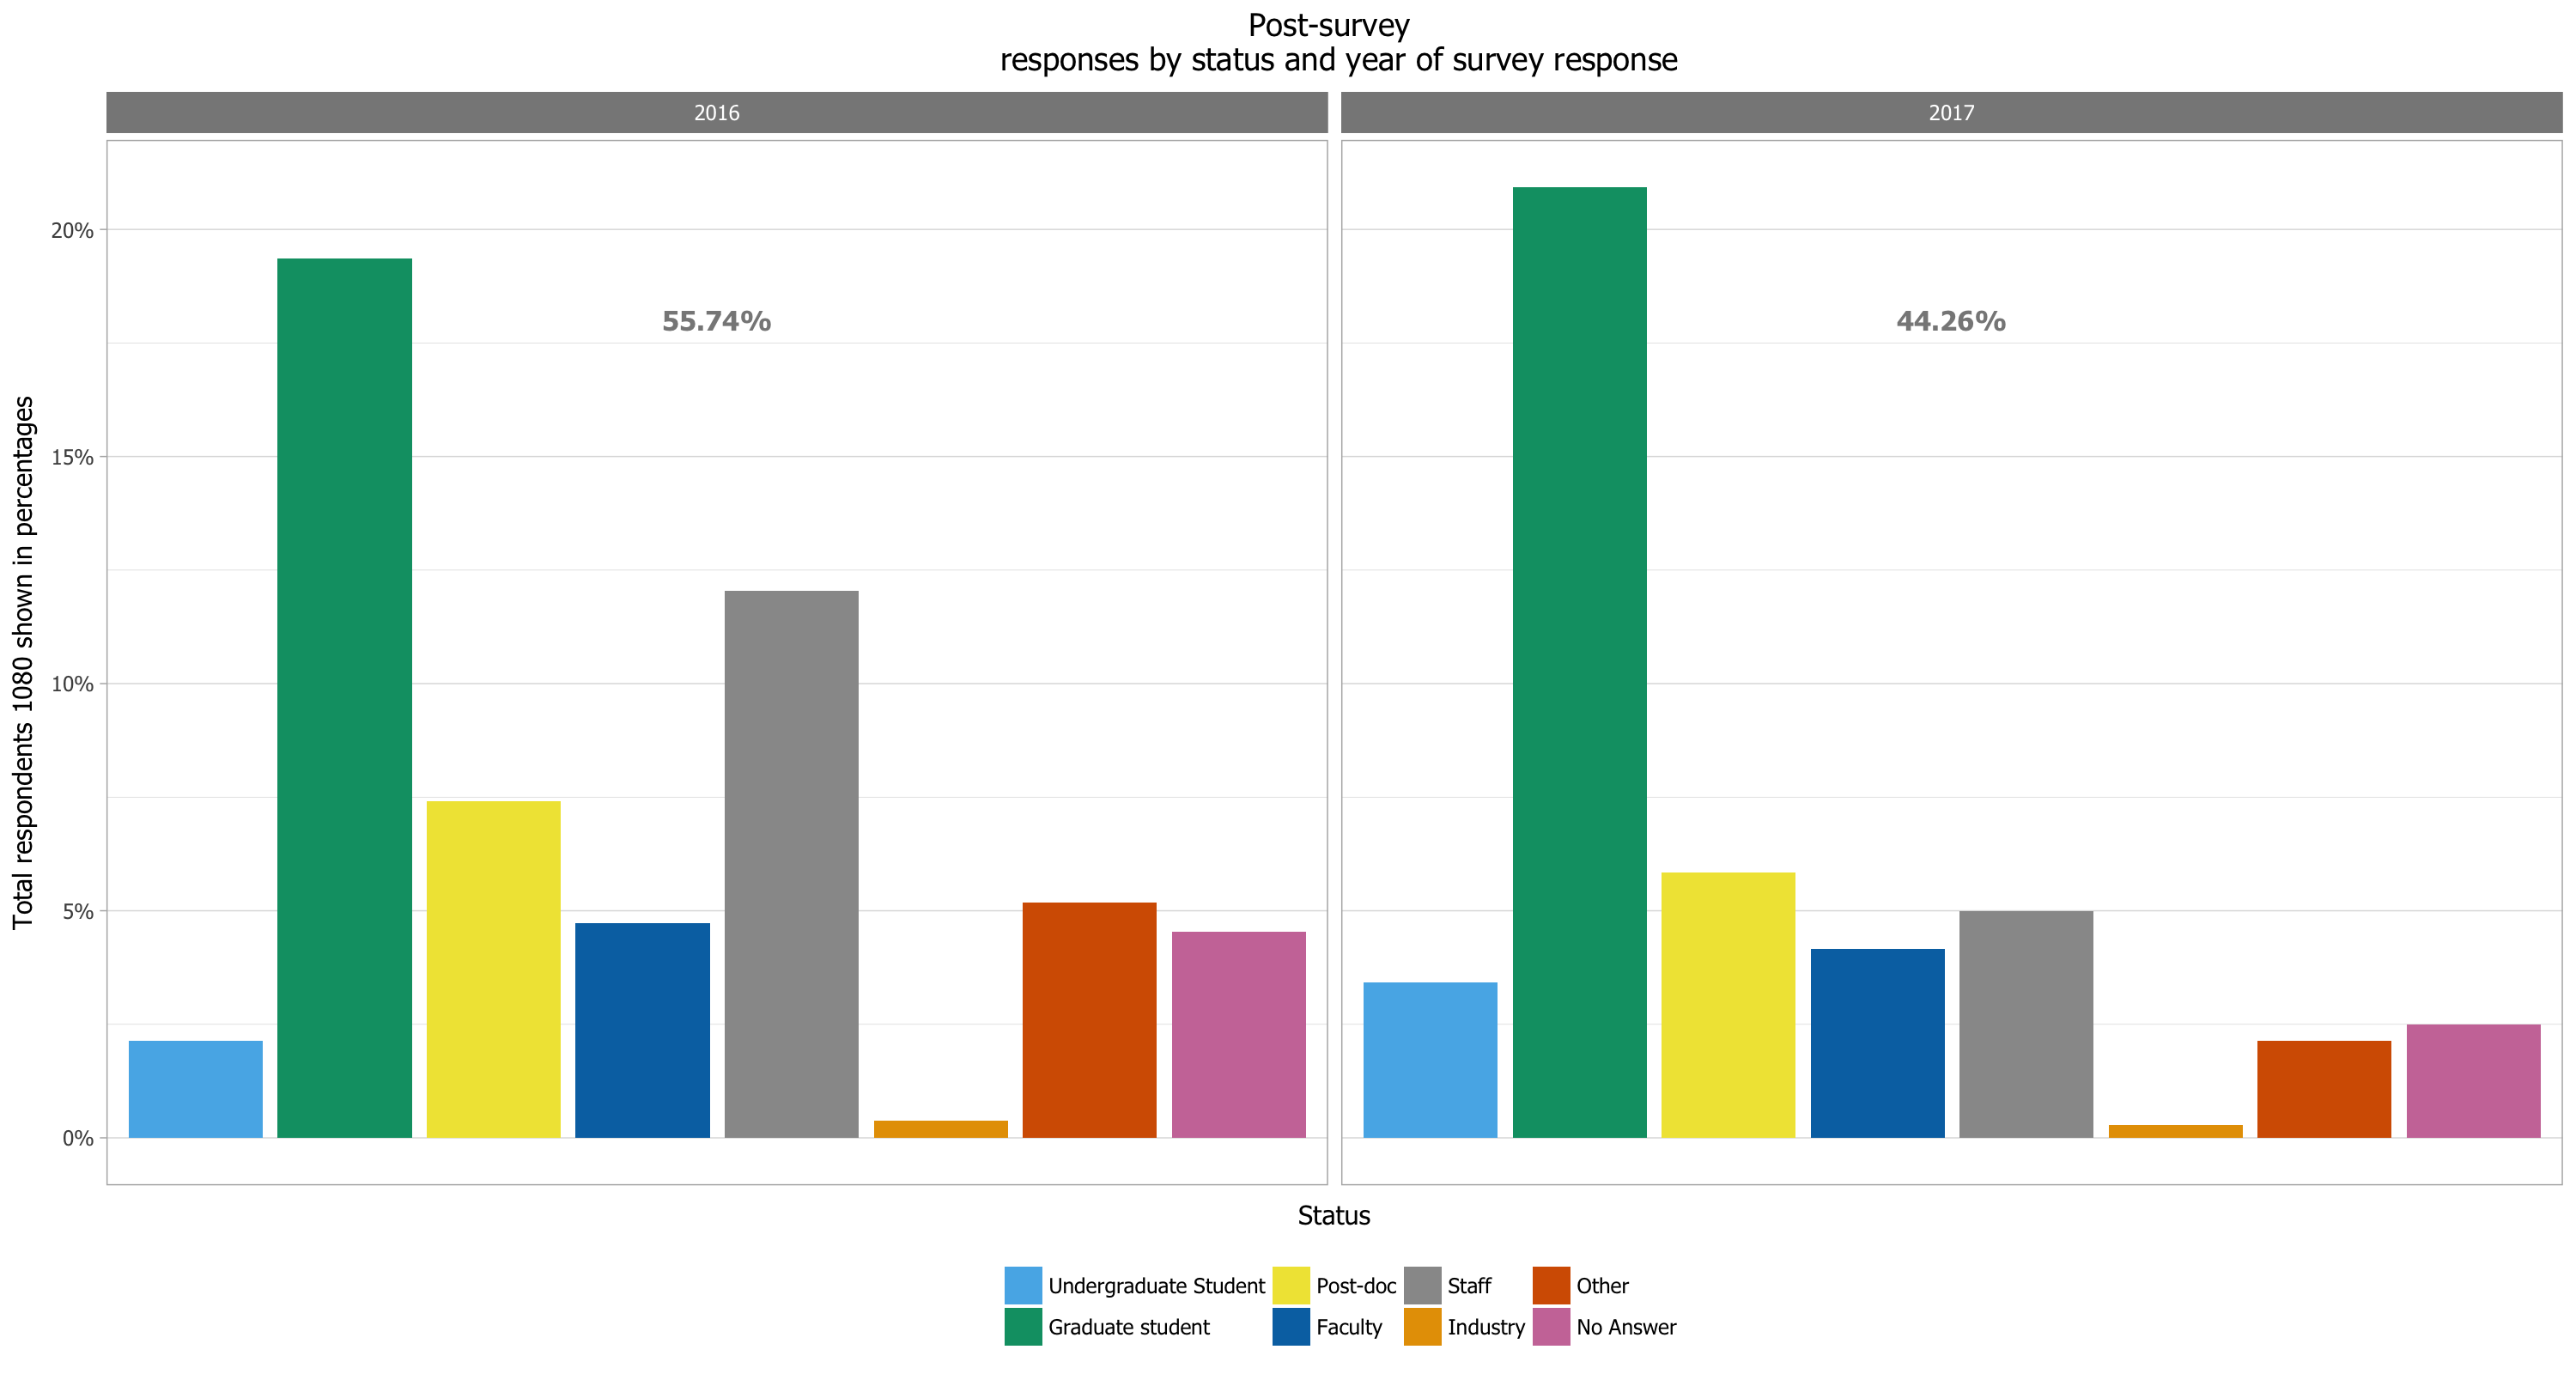 Post-survey
responses by status and year of survey response
2016
2017
Total respondents 1080 shown in percentages
20%
15%
10%
5%
0%
55.74%
44.26%
Status
Undergraduate Student
Post-doc
Staff
Other
Graduate student
Faculty
Industry
No Answer